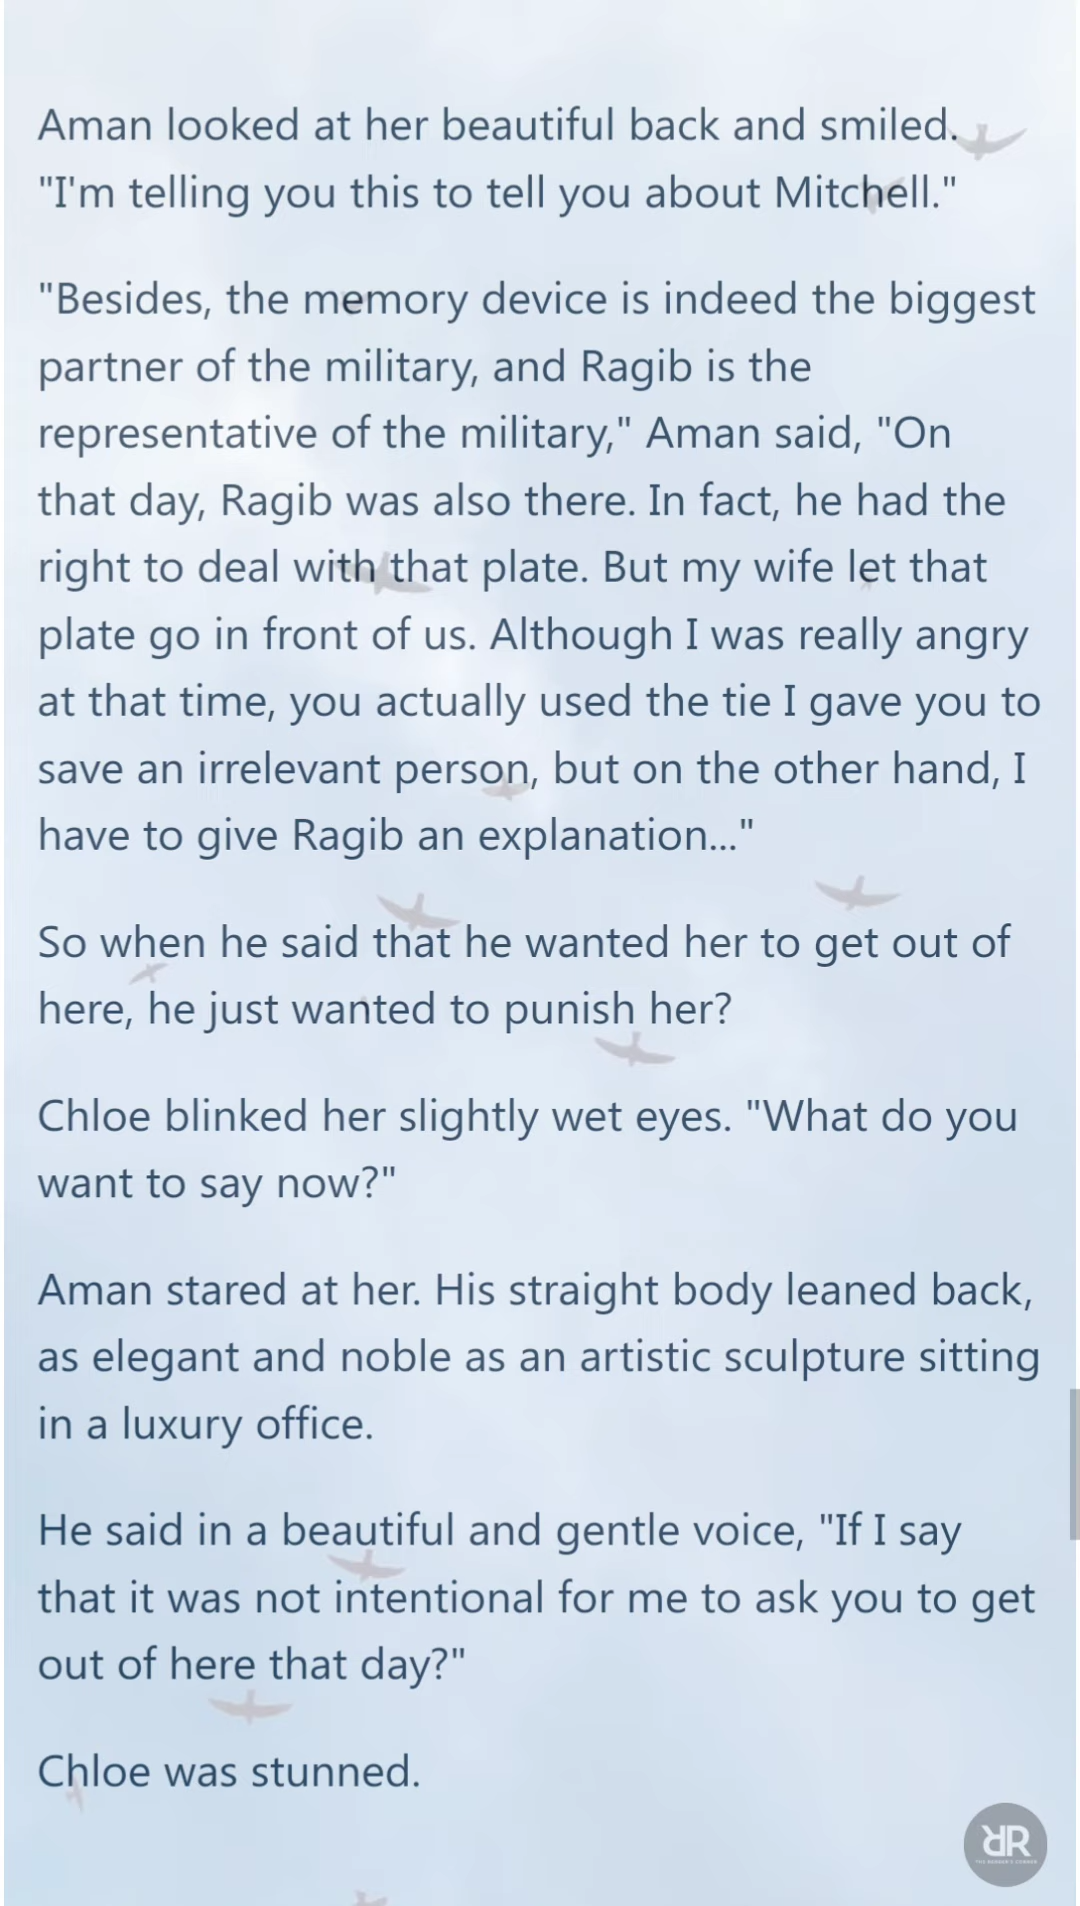 Aman looked at her beautiful back and smiled.
"I'm telling you this to tell you about Mitchell."
"Besides, the memory device is indeed the biggest
partner of the military, and Ragib is the
representative of the military," Aman said, "On
that day, Ragib was also there. In fact, he had the
right to deal with that plate. But my wife let that
plate go in front of us. Although I was really angry
at that time, you actually used the tie I gave you to
save an irrelevant person, but on the other hand, I
have to give Ragib an explanation..."
So when he said that he wanted her to get out of
here, he just wanted to punish her?
Chloe blinked her slightly wet eyes. "What do you
want to say now?"
Aman stared at her. His straight body leaned back,
as elegant and noble as an artistic sculpture sitting
in a luxury office.
He said in a beautiful and gentle voice, "If I say
that it was not intentional for me to ask you to get
out of here that day?"
Chloe was stunned.
RR
THE READER'S CORNER